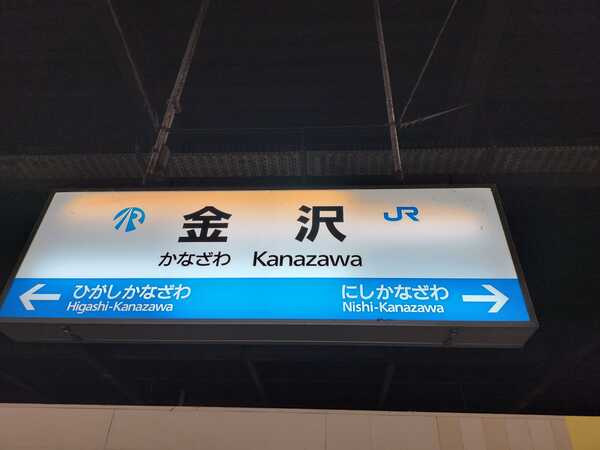 IR 金沢 JR
かなざわ Kanazawa
ひがしかなざわ にしかなざわ
Higashi-Kanazawa Nishi-Kanazawa